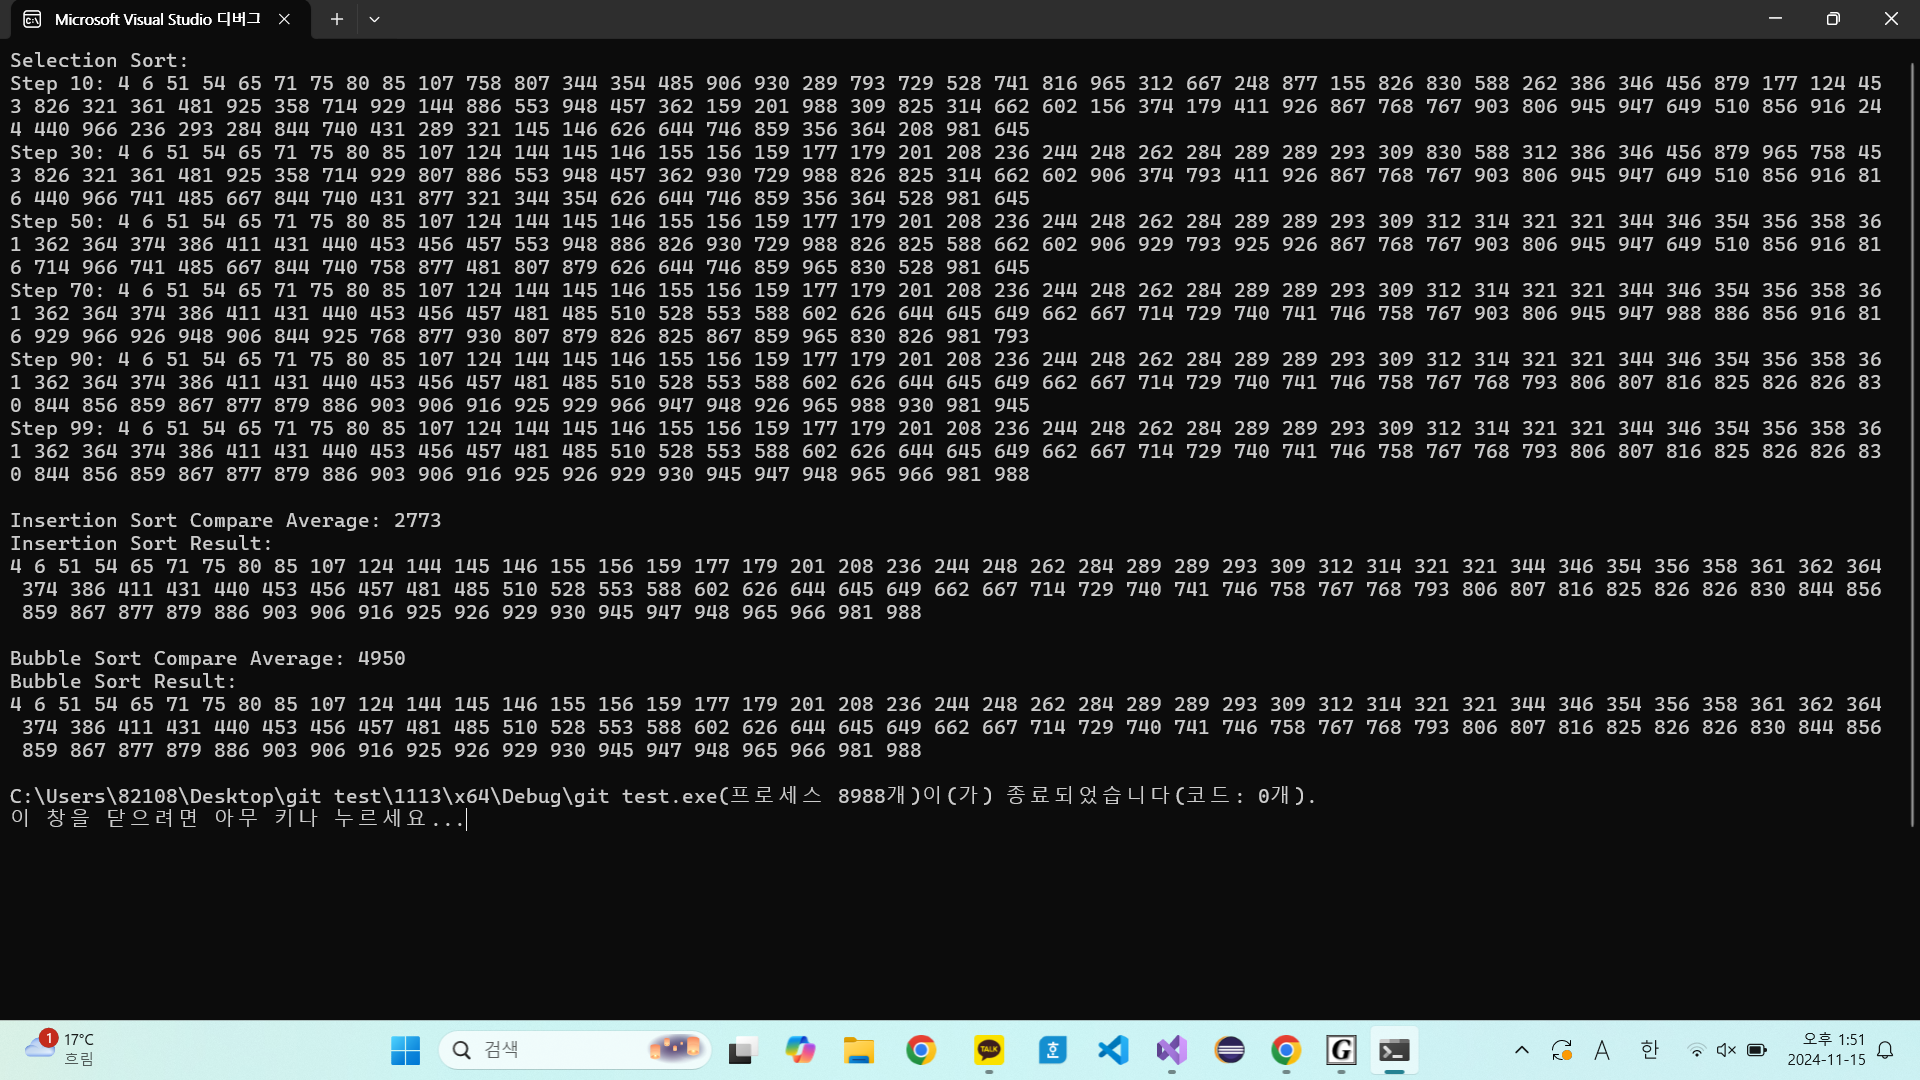 Microsoft Visual Studio 디버그
Selection Sort:
Step 10: 4 6 51 54 65 71 75 80 85 107 758 807 344 354 485 906 930 289 793 729 528 741 816 965 312 667 248 877 155 826 830 588 262 386 346 456 879 177 124 45
3 826 321 361 481 925 358 714 929 144 886 553 948 457 362 159 201 988 309 825 314 662 602 156 374 179 411 926 867 768 767 903 806 945 947 649 510 856 916 24
4 440 966 236 293 284 844 740 431 289 321 145 146 626 644 746 859 356 364 208 981 645
Step 30: 4 6 51 54 65 71 75 80 85 107 124 144 145 146 155 156 159 177 179 201 208 236 244 248 262 284 289 289 293 309 830 588 312 386 346 456 879 965 758 45
3 826 321 361 481 925 358 714 929 807 886 553 948 457 362 930 729 988 826 825 314 662 602 906 374 793 411 926 867 768 767 903 806 945 947 649 510 856 916 81
6 440 966 741 485 667 844 740 431 877 321 344 354 626 644 746 859 356 364 528 981 645
Step 50: 4 6 51 54 65 71 75 80 85 107 124 144 145 146 155 156 159 177 179 201 208 236 244 248 262 284 289 289 293 309 312 314 321 321 344 346 354 356 358 36
1 362 364 374 386 411 431 440 453 456 457 553 948 886 826 930 729 988 826 825 588 662 602 906 929 793 925 926 867 768 767 903 806 945 947 649 510 856 916 81
6 714 966 741 485 667 844 740 758 877 481 807 879 626 644 746 859 965 830 528 981 645
Step 70: 4 6 51 54 65 71 75 80 85 107 124 144 145 146 155 156 159 177 179 201 208 236 244 248 262 284 289 289 293 309 312 314 321 321 344 346 354 356 358 36
1 362 364 374 386 411 431 440 453 456 457 481 485 510 528 553 588 602 626 644 645 649 662 667 714 729 740 741 746 758 767 903 806 945 947 988 886 856 916 81
6 929 966 926 948 906 844 925 768 877 930 807 879 826 825 867 859 965 830 826 981 793
Step 90: 4 6 51 54 65 71 75 80 85 107 124 144 145 146 155 156 159 177 179 201 208 236 244 248 262 284 289 289 293 309 312 314 321 321 344 346 354 356 358 36
1 362 364 374 386 411 431 440 453 456 457 481 485 510 528 553 588 602 626 644 645 649 662 667 714 729 740 741 746 758 767 768 793 806 807 816 825 826 826 83
0 844 856 859 867 877 879 886 903 906 916 925 929 966 947 948 926 965 988 930 981 945
Step 99: 4 6 51 54 65 71 75 80 85 107 124 144 145 146 155 156 159 177 179 201 208 236 244 248 262 284 289 289 293 309 312 314 321 321 344 346 354 356 358 36
1 362 364 374 386 411 431 440 453 456 457 481 485 510 528 553 588 602 626 644 645 649 662 667 714 729 740 741 746 758 767 768 793 806 807 816 825 826 826 83
0 844 856 859 867 877 879 886 903 906 916 925 926 929 930 945 947 948 965 966 981 988
Insertion Sort Compare Average: 2773
Insertion Sort Result:
4 6 51 54 65 71 75 80 85 107 124 144 145 146 155 156 159 177 179 201 208 236 244 248 262 284 289 289 293 309 312 314 321 321 344 346 354 356 358 361 362 364
374 386 411 431 440 453 456 457 481 485 510 528 553 588 602 626 644 645 649 662 667 714 729 740 741 746 758 767 768 793 806 807 816 825 826 826 830 844 856
859 867 877 879 886 903 906 916 925 926 929 930 945 947 948 965 966 981 988
Bubble Sort Compare Average: 4950
Bubble Sort Result:
4 6 51 54 65 71 75 80 85 107 124 144 145 146 155 156 159 177 179 201 208 236 244 248 262 284 289 289 293 309 312 314 321 321 344 346 354 356 358 361 362 364
374 386 411 431 440 453 456 457 481 485 510 528 553 588 602 626 644 645 649 662 667 714 729 740 741 746 758 767 768 793 806 807 816 825 826 826 830 844 856
859 867 877 879 886 903 906 916 925 926 929 930 945 947 948 965 966 981 988
C:\Users\82108\Desktop\git test\1113\x64\Debug\git test.exe(프로세스 8988개)이(가) 종료되었습니다(코드: 0개).
이 창을 닫으려면 아무 키나 누르세요...
1 17°C
흐림
검색
TALK
호
G
A
한
오후 1:51
2024-11-15